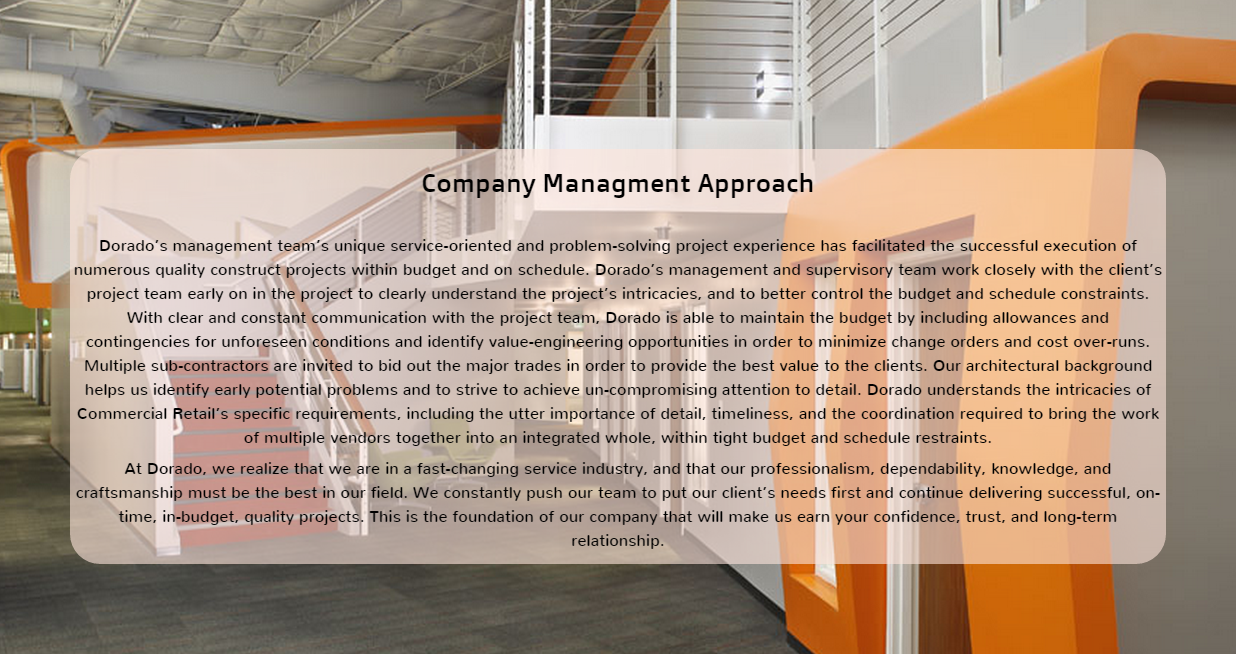 Company Managment Approach
Dorado's management team's unique service-oriented and problem-solving project experience has facilitated the successful execution of
numerous quality construct projects within budget and on schedule. Dorado's management and supervisory team work closely with the client's
project team early on in the project to clearly understand the project's intricacies, and to better control the budget and schedule constraints.
With clear and constant communication with the project team, Dorado is able to maintain the budget by including allowances and
contingencies for unforeseen conditions and identify value-engineering opportunities in order to minimize change orders and cost over-runs.
Multiple sub-contractors are invited to bid out the major trades in order to provide the best value to the clients. Our architectural background
helps us identify early potential problems and to strive to achieve un-compromising attention to detail. Dorado understands the intricacies of
Commercial Retail's specific requirements, including the utter importance of detail, timeliness, and the coordination required to bring the work
of multiple vendors together into an integrated whole, within tight budget and schedule restraints.
At Dorado, we realize that we are in a fast-changing service industry, and that our professionalism, dependability, knowledge, and
craftsmanship must be the best in our field. We constantly push our team to put our client's needs first and continue delivering successful, on-
time, in-budget, quality projects. This is the foundation of our company that will make us earn your confidence, trust, and long-term
relationship.